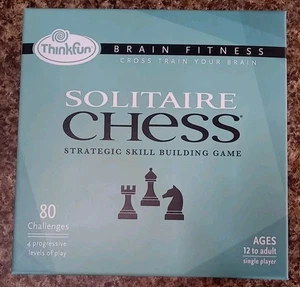 Thinkfun
BRAIN FITNESS
CROSS TRAIN YOUR BRAIN
SOLITAIRE
CHESS
STRATEGIC SKILL BUILDING GAME
80
Challenges
4 progressive
levels of play
AGES
12 to adult
single player